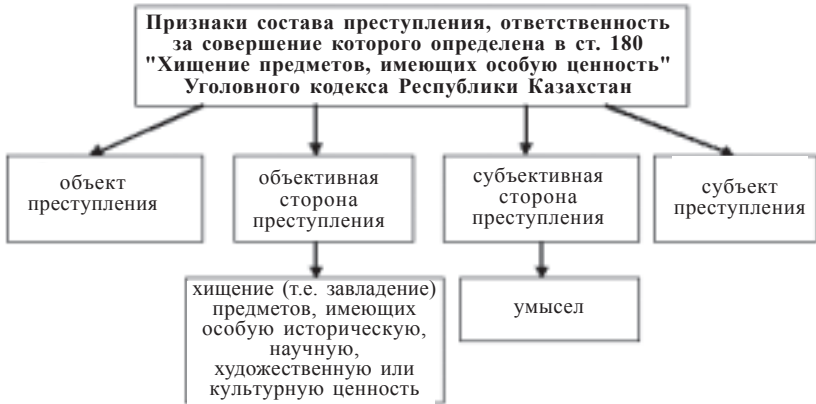 Признаки состава преступления, ответственность
за совершение которого определена в ст. 180
"Хищение предметов, имеющих особую ценность"
Уголовного кодекса Республики Казахстан
объект
преступления
объективная
сторона
преступления
субъективная
сторона
преступления
субъект
преступления
хищение (т.е. завладение)
предметов, имеющих
особую историческую,
научную,
художественную или
культурную ценность
умысел